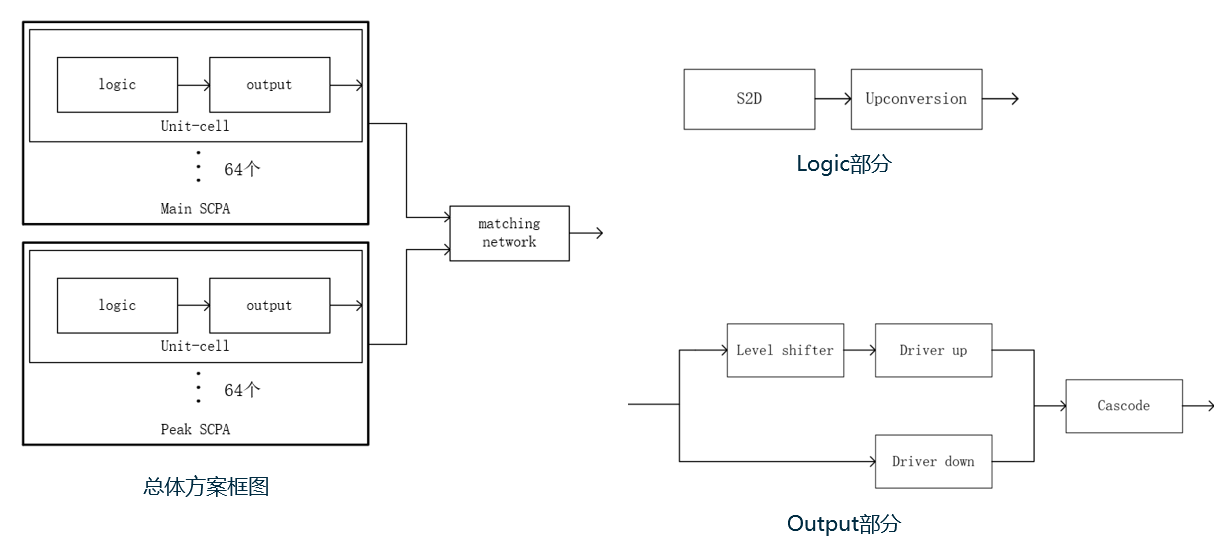 logic
output
Unit-cell
64个
Main SCPA
logic
output
Unit-cell
64个
Peak SCPA
matching
network
总体方案框图
S2D
Upconversion
Logic部分
Level shifter
Driver up
Driver down
Cascode
Output部分